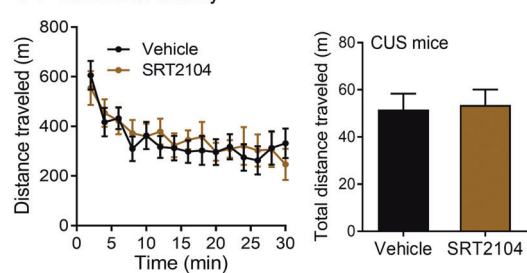 Distance traveled (m)
800
600
400
200
0
Vehicle
SRT2104
0 5 10 15 20 25 30
Time (min)
Total distance traveled (m)
80
60
40
20
0
CUS mice
Vehicle SRT2104